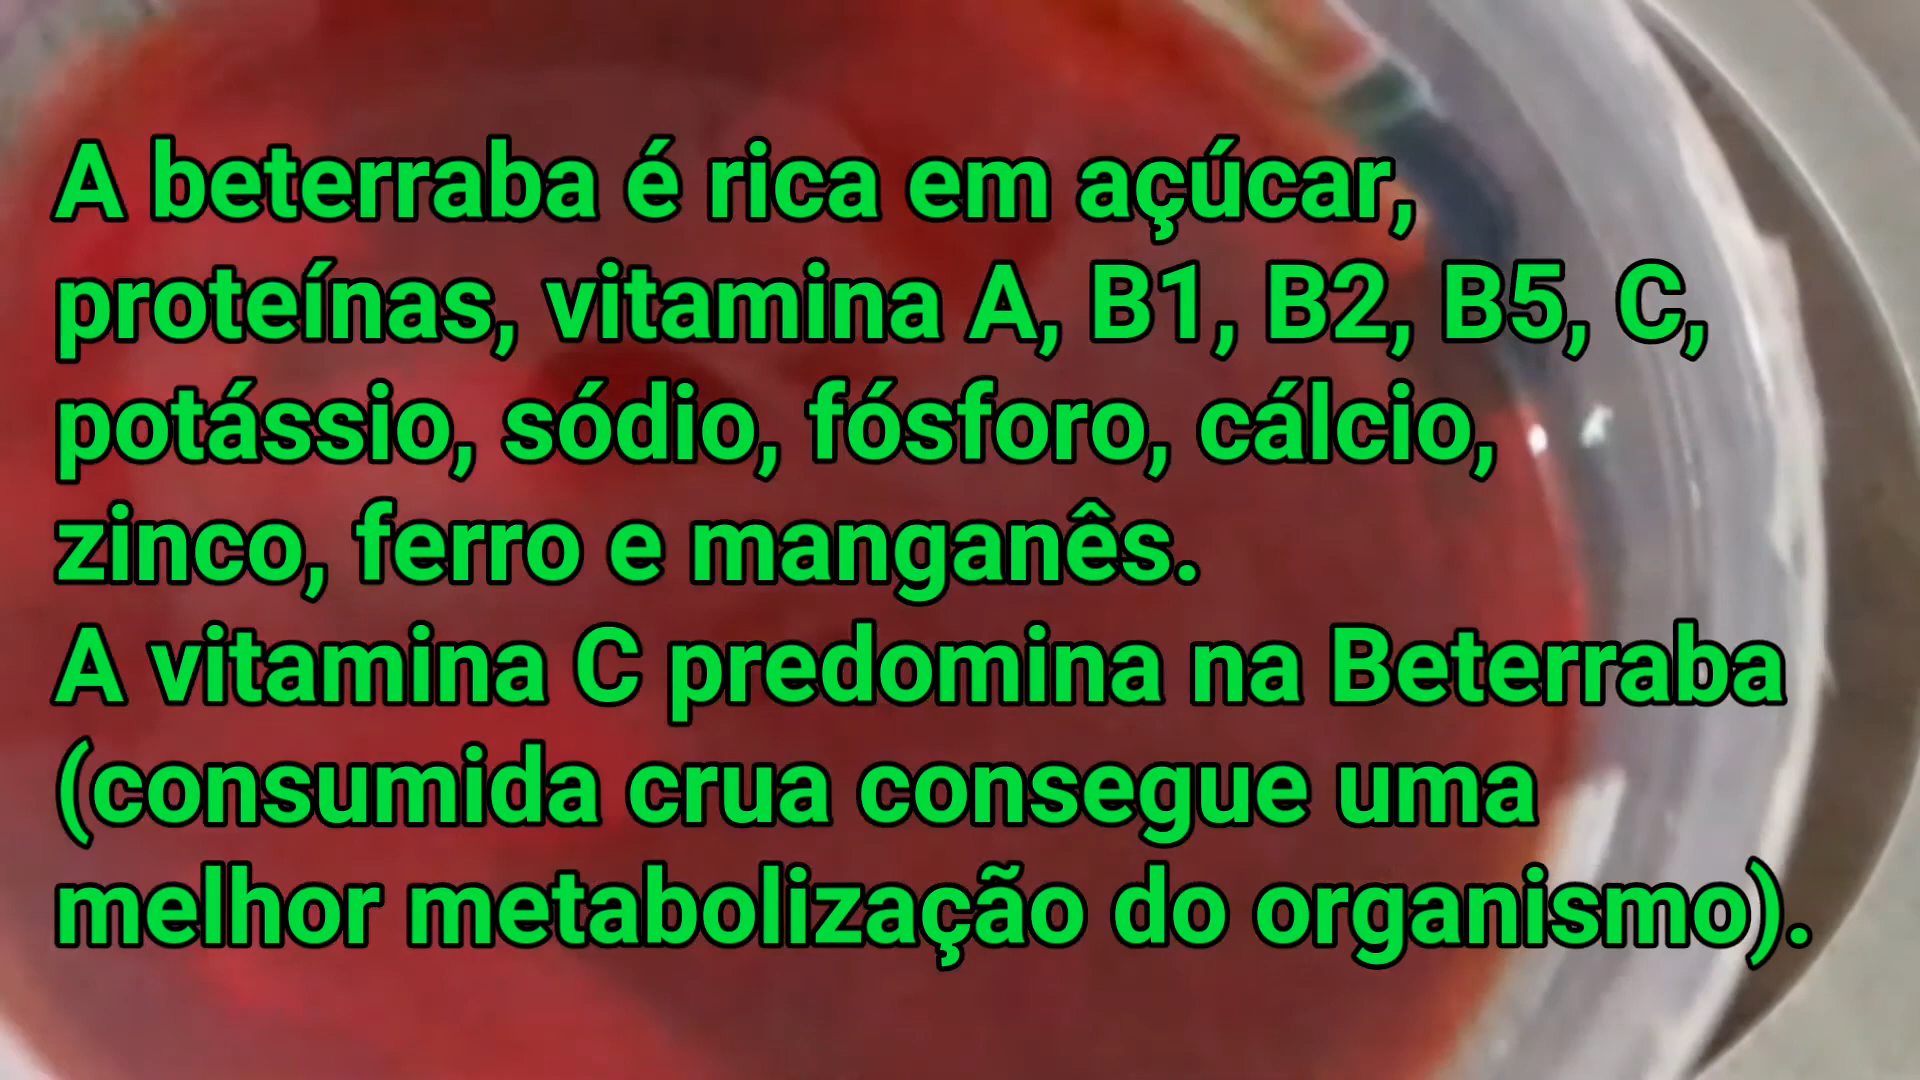 A beterraba é rica em açúcar,
proteínas, vitamina A, B1, B2, B5, C,
potássio, sódio, fósforo, cálcio,
zinco, ferro e manganês.
A vitamina C predomina na Beterraba
(consumida crua consegue uma
melhor metabolização do organismo).